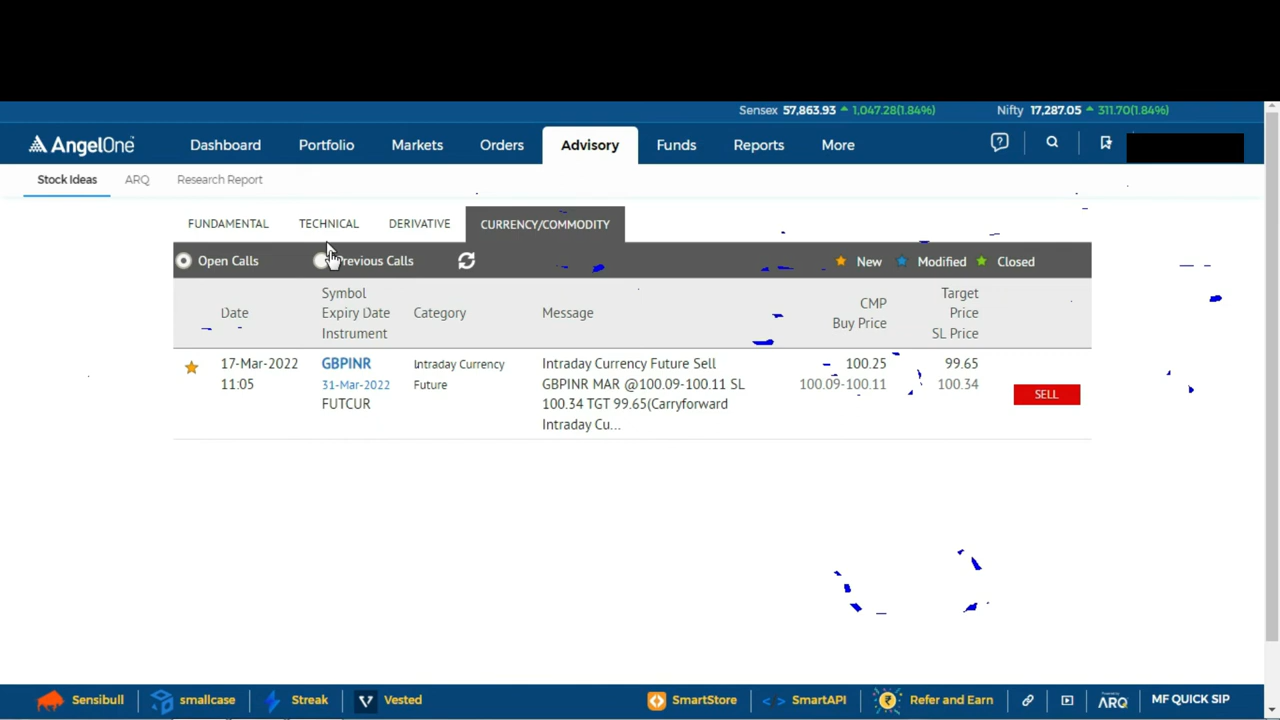 Sensex 57,863.93 1,047.28(1.84%) Nifty 17,287.05 311.70(1.84%)
AngelOne Dashboard Portfolio Markets Orders Advisory Funds Reports More
Stock Ideas ARQ Research Report
FUNDAMENTAL TECHNICAL DERIVATIVE CURRENCY/COMMODITY
Open Calls Previous Calls New Modified Closed
Date
Symbol
Expiry Date
Instrument
Category
Message
CMP
Buy Price
Target
Price
SL Price
17-Mar-2022
11:05
GBPINR
31-Mar-2022
FUTCUR
Intraday Currency
Future
Intraday Currency Future Sell
GBPINR MAR @100.09-100.11 SL
100.34 TGT 99.65(Carryforward
Intraday Cu...
100.25
100.09-100.11
99.65
100.34
SELL
Sensibull smallcase Streak Vested SmartStore SmartAPI Refer and Earn ARQ MF QUICK SIP